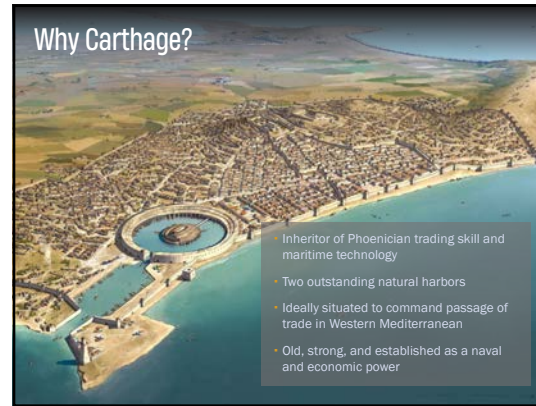 Why Carthage?
• Inheritor of Phoenician trading skill and
maritime technology
• Two outstanding natural harbors
• Ideally situated to command passage of
trade in Western Mediterranean
• Old, strong, and established as a naval
and economic power